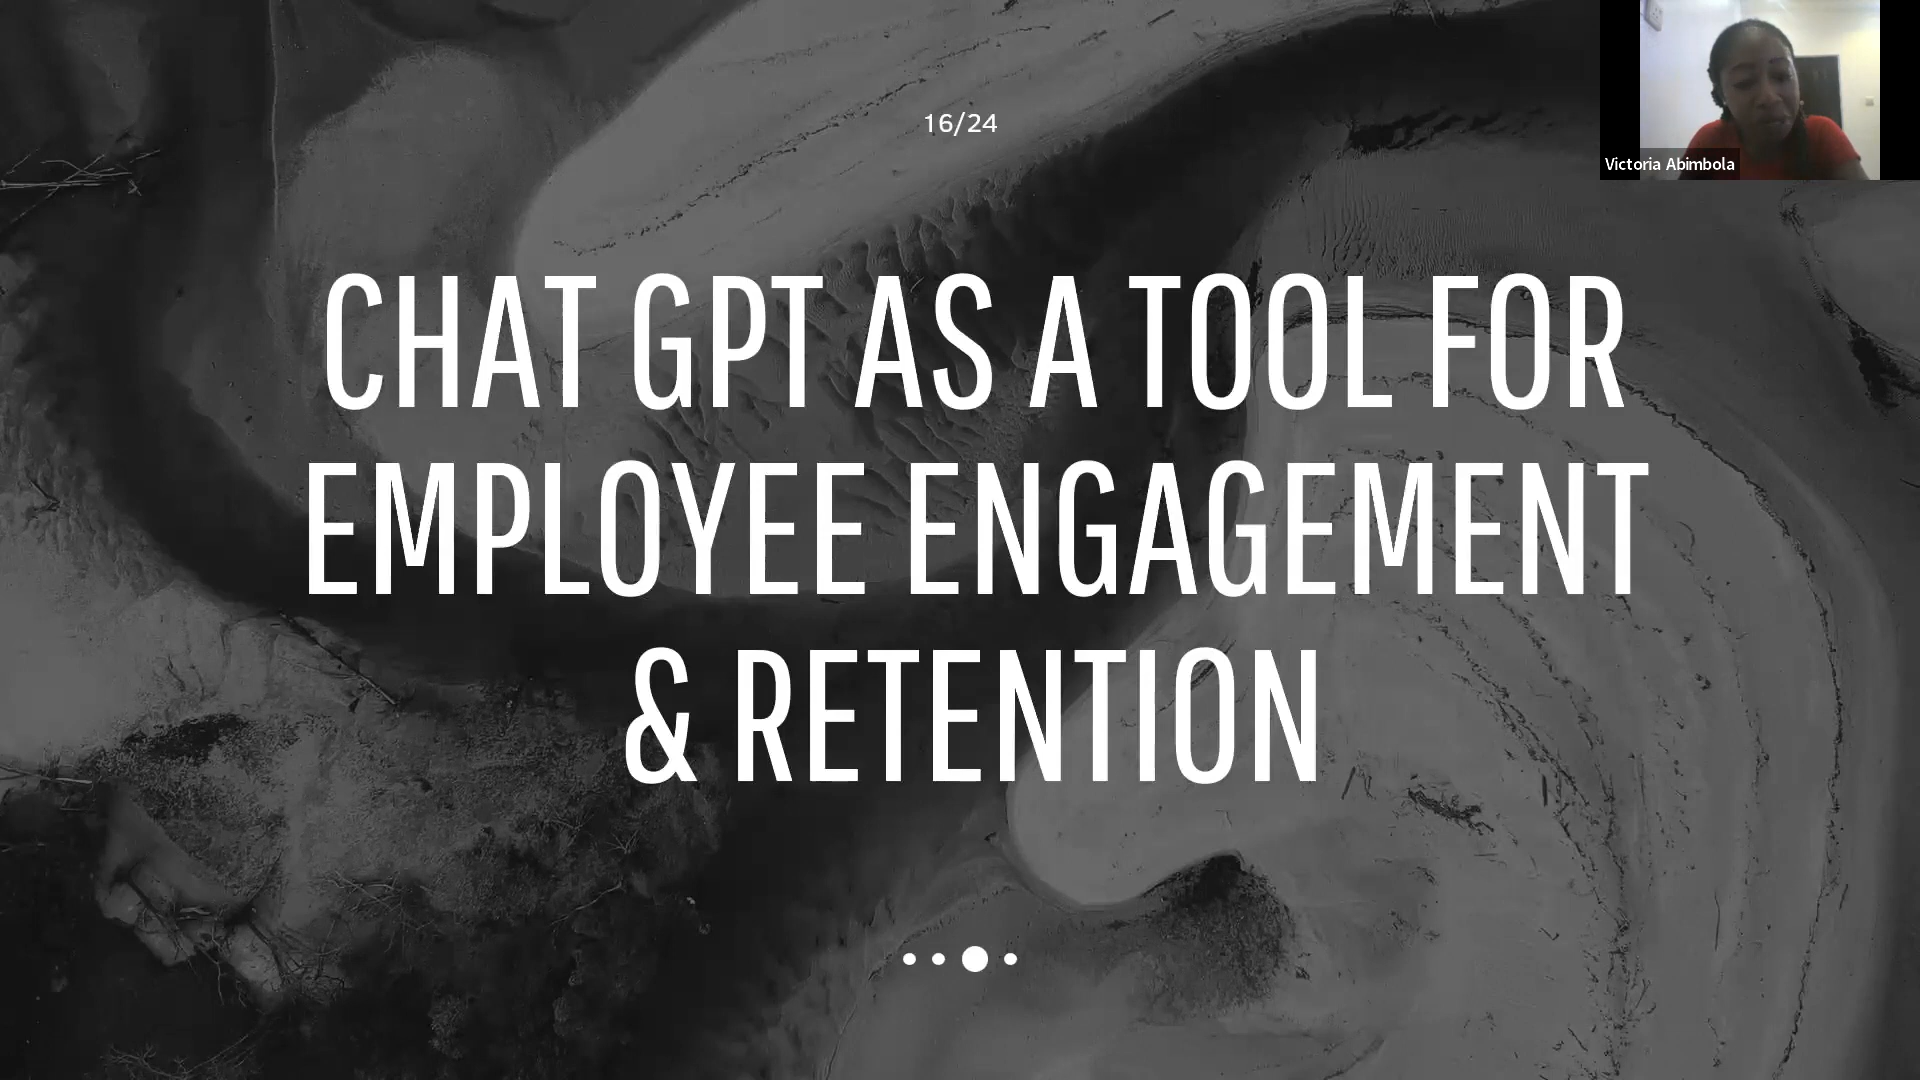 16/24
Victoria Abimbola
CHAT GPT AS A TOOL FOR
EMPLOYEE ENGAGEMENT
& RETENTION